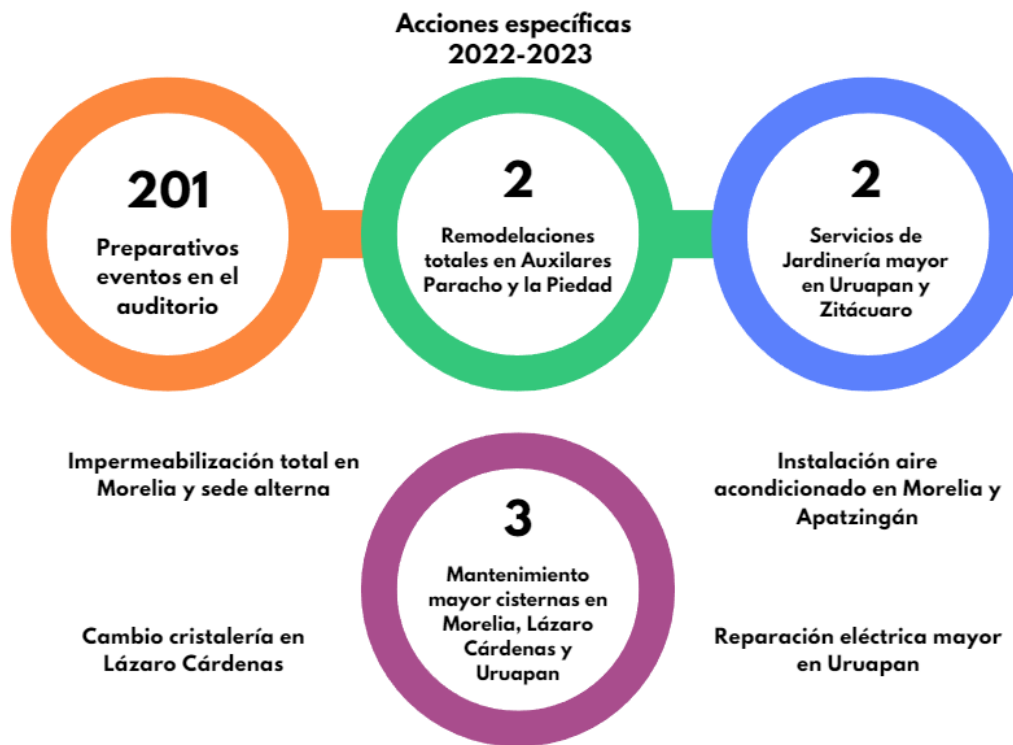 Acciones específicas
2022-2023
201
Preparativos
eventos en el
auditorio
2
Remodelaciones
totales en Auxilares
Paracho y la Piedad
2
Servicios de
Jardinería mayor
en Uruapan y
Zitácuaro
Impermeabilización total en
Morelia y sede alterna
3
Mantenimiento
mayor cisternas en
Morelia, Lázaro
Cárdenas y
Uruapan
Instalación aire
acondicionado en Morelia y
Apatzingán
Cambio cristalería en
Lázaro Cárdenas
Reparación eléctrica mayor
en Uruapan